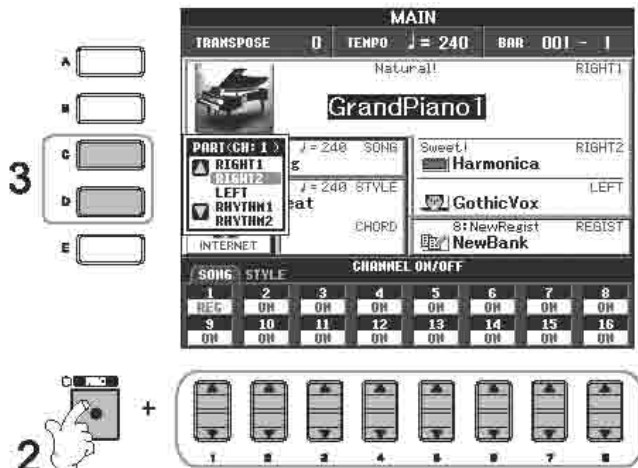 MAIN
TRANSPOSE 0 TEMPO ♩= 240 BAR 001 - 1
Natural! RIGHT1
GrandPiano1
A
B
C
D
E
3
PART(CH: 1)
RIGHT1
RIGHT2
LEFT
RHYTHM1
RHYTHM2
♩= 240 SONG
g
♩= 240 STYLE
eat
CHORD
INTERNET
Sweet! RIGHT2
Harmonica
LEFT
GothicVox
8:NewRegist REGIST
NewBank
SONG STYLE CHANNEL ON/OFF
1 2 3 4 5 6 7 8
REC ON ON ON ON ON ON ON
9 10 11 12 13 14 15 16
ON ON ON ON ON ON ON ON
2
+
1 2 3 4 5 6 7 8